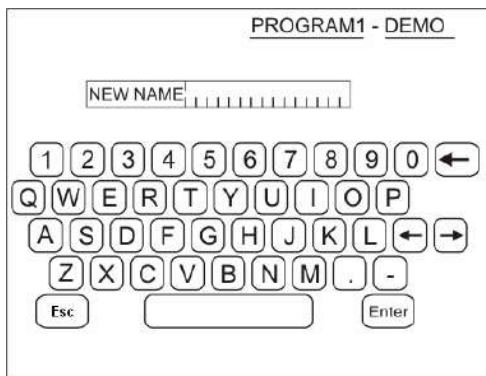 PROGRAM1 - DEMO
NEW NAME
1 2 3 4 5 6 7 8 9 0 ←
Q W E R T Y U I O P
A S D F G H J K L ← →
Z X C V B N M . -
Esc Enter